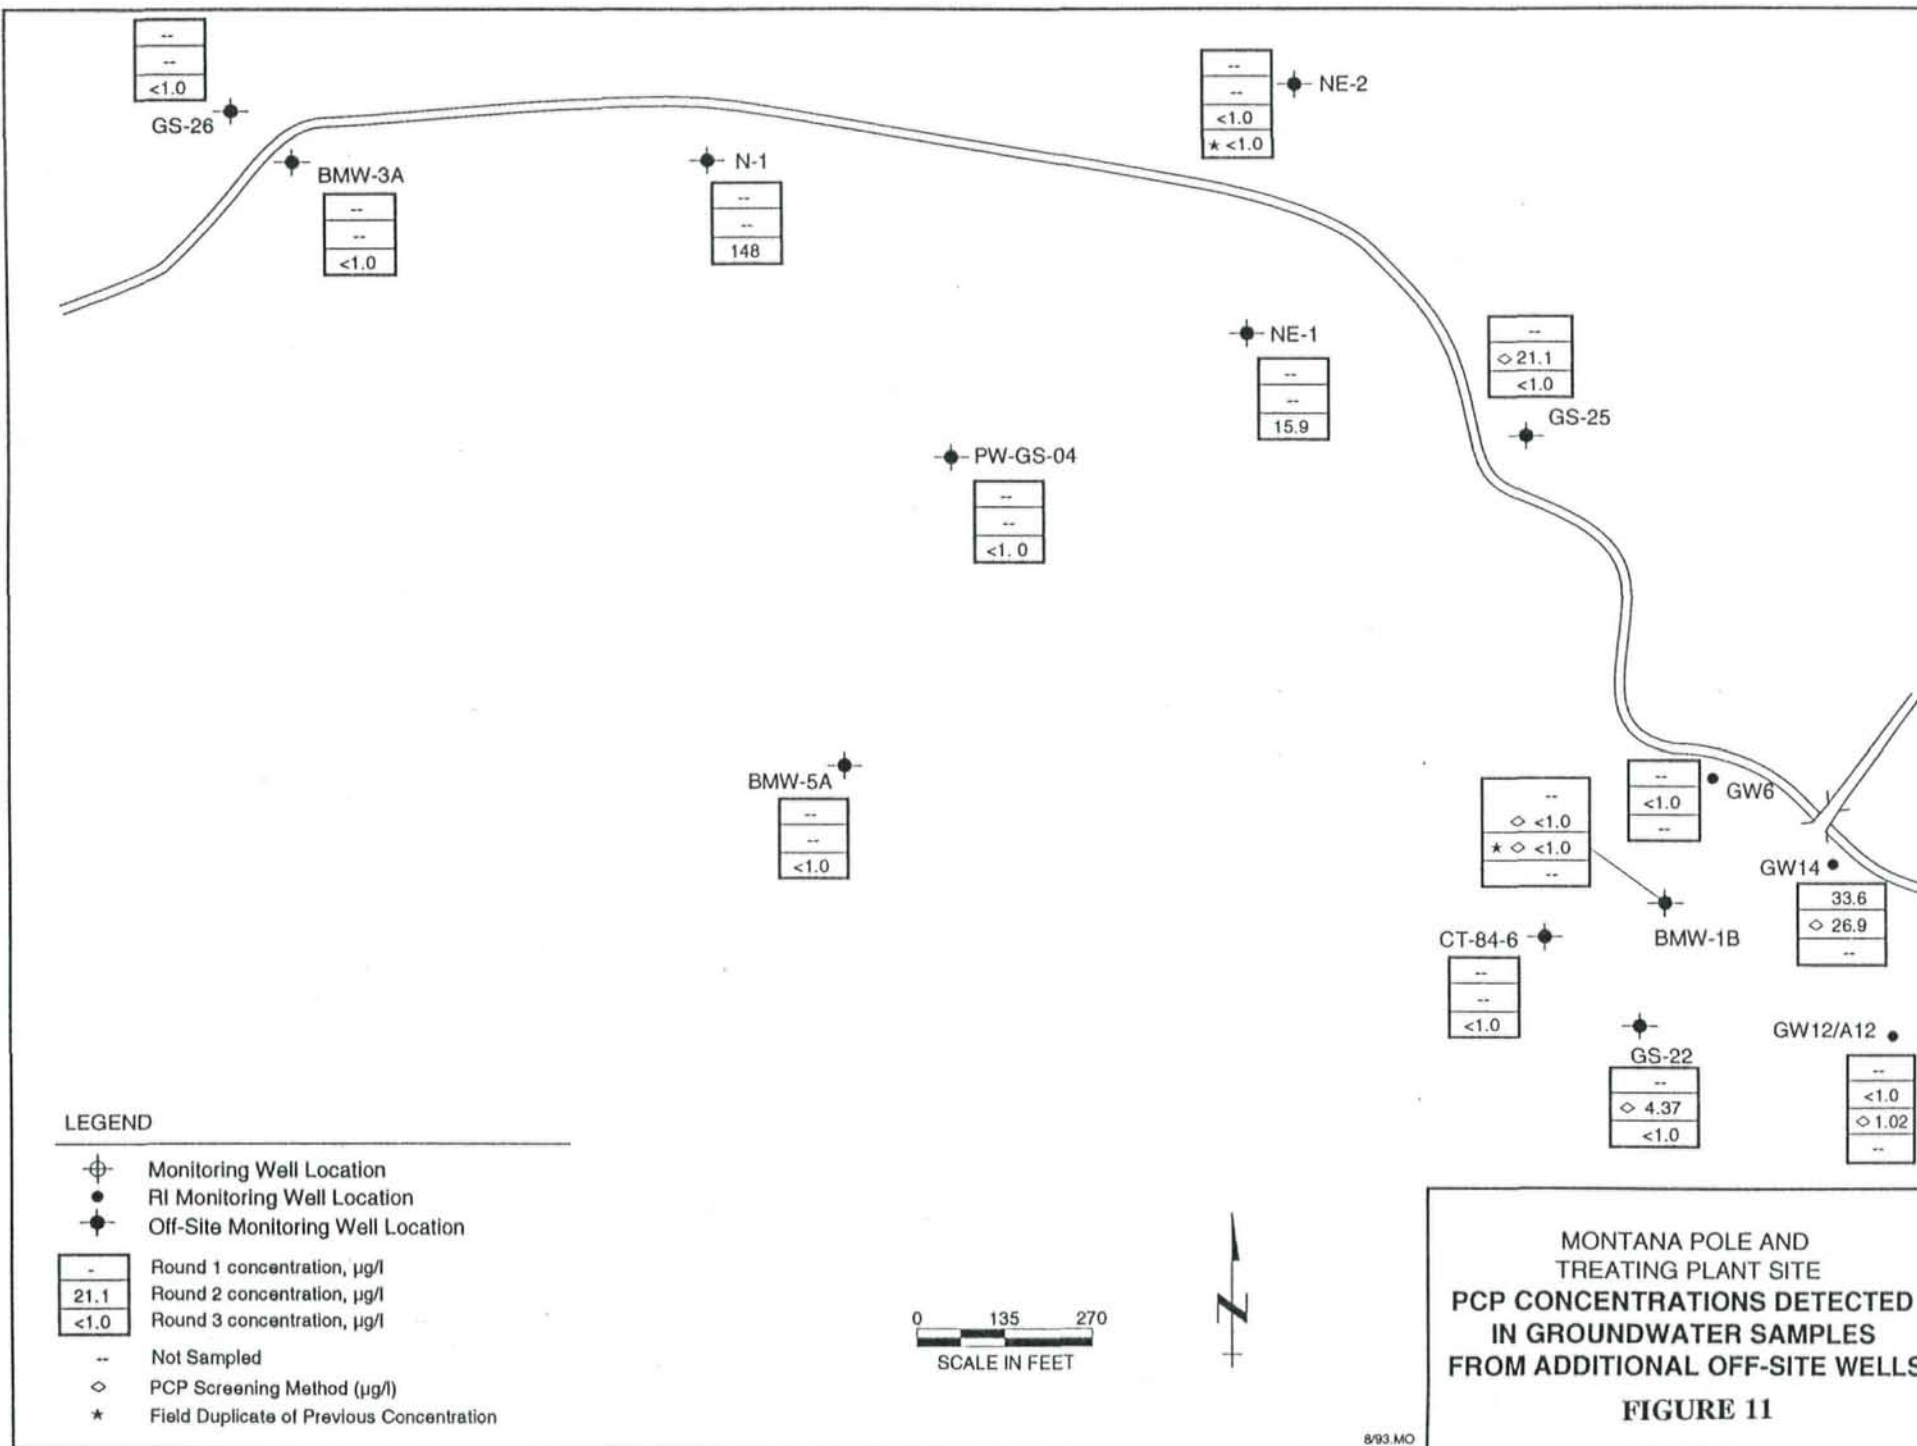 --
--
<1.0
GS-26
BMW-3A
--
--
<1.0
N-1
--
--
148
--
--
<1.0
★ <1.0
NE-2
NE-1
--
--
15.9
--
◇ 21.1
<1.0
GS-25
PW-GS-04
--
--
<1. 0
BMW-5A
--
--
<1.0
--
◇ <1.0
★ ◇ <1.0
--
BMW-1B
--
<1.0
--
GW6
GW14
33.6
◇ 26.9
--
CT-84-6
--
--
<1.0
GS-22
--
◇ 4.37
<1.0
GW12/A12
--
<1.0
◇ 1.02
--
LEGEND
Monitoring Well Location
RI Monitoring Well Location
Off-Site Monitoring Well Location
- Round 1 concentration, µg/l
21.1 Round 2 concentration, µg/l
<1.0 Round 3 concentration, µg/l
-- Not Sampled
◇ PCP Screening Method (µg/l)
★ Field Duplicate of Previous Concentration
0 135 270
SCALE IN FEET
N
8/93.MO
MONTANA POLE AND
TREATING PLANT SITE
PCP CONCENTRATIONS DETECTED
IN GROUNDWATER SAMPLES
FROM ADDITIONAL OFF-SITE WELLS
FIGURE 11